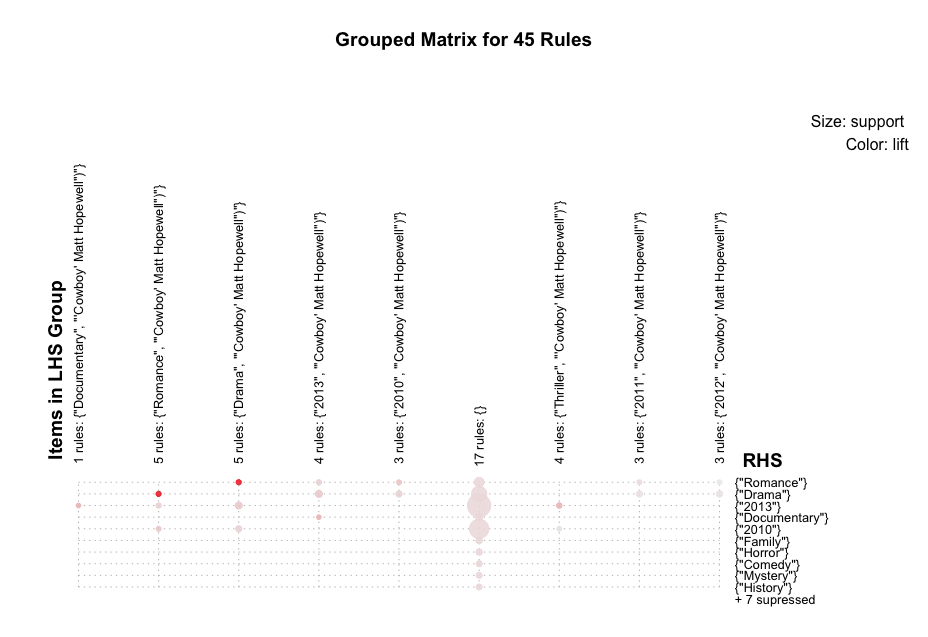 Grouped Matrix for 45 Rules
Size: support
Color: lift
Items in LHS Group
1 rules: {"Documentary", "'Cowboy' Matt Hopewell")"}
5 rules: {"Romance", "'Cowboy' Matt Hopewell")"}
5 rules: {"Drama", "'Cowboy' Matt Hopewell")"}
4 rules: {"2013", "'Cowboy' Matt Hopewell")"}
3 rules: {"2010", "'Cowboy' Matt Hopewell")"}
17 rules: {}
4 rules: {"Thriller", "'Cowboy' Matt Hopewell")"}
3 rules: {"2011", "'Cowboy' Matt Hopewell")"}
3 rules: {"2012", "'Cowboy' Matt Hopewell")"}
RHS
{"Romance"}
{"Drama"}
{"2013"}
{"Documentary"}
{"2010"}
{"Family"}
{"Horror"}
{"Comedy"}
{"Mystery"}
{"History"}
+ 7 supressed